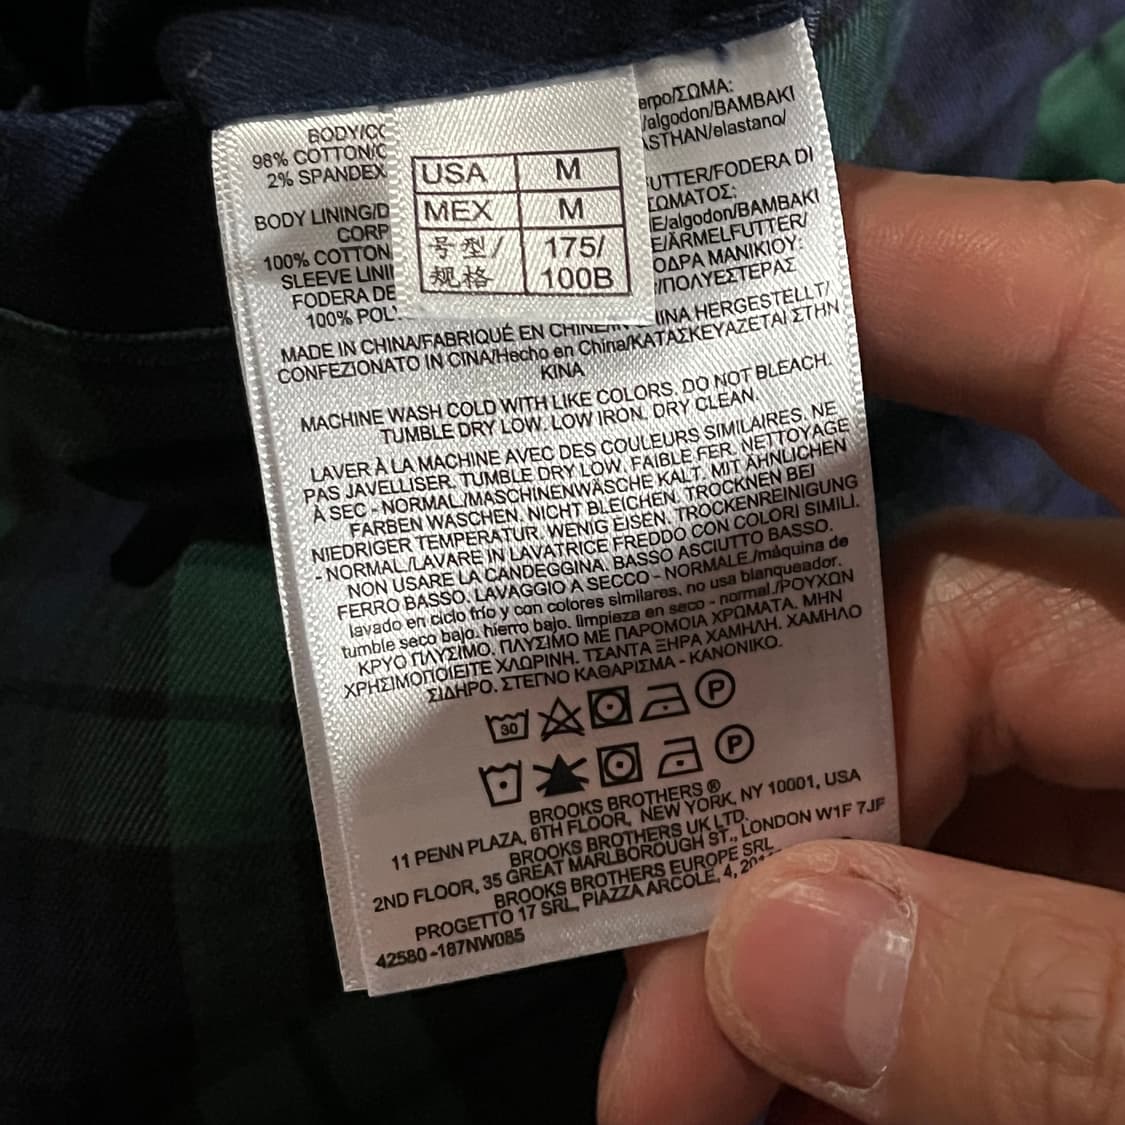 BODY/CO
98% COTTON/C
2% SPANDEX
BODY LINING/D
CORP
100% COTTON
SLEEVE LINI
FODERA DE
100% POL
USA M
MEX M
号型/ 175/
规格 100B
erpo/ΣΩΜΑ:
/algodon/BAMBAKI
ASTHAN/elastano/
UTTER/FODERA DI
ΣΩΜΑΤΟΣ:
E/algodon/BAMBAKI
E/ÄRMELFUTTER/
ΟΔΡΑ ΜΑΝΙΚΙΟΥ:
/ΠΟΛΥΕΣΤΕΡΑΣ
MADE IN CHINA/FABRIQUÉ EN CHINE/IN CHINA HERGESTELLT/
CONFEZIONATO IN CINA/Hecho en China/ΚΑΤΑΣΚΕΥΑΖΕΤΑΙ ΣΤΗΝ
ΚΙΝΑ
MACHINE WASH COLD WITH LIKE COLORS. DO NOT BLEACH.
TUMBLE DRY LOW. LOW IRON. DRY CLEAN.
LAVER À LA MACHINE AVEC DES COULEURS SIMILAIRES. NE
PAS JAVELLISER. TUMBLE DRY LOW. FAIBLE FER. NETTOYAGE
À SEC - NORMAL./MASCHINENWÄSCHE KALT. MIT ÄHNLICHEN
FARBEN WASCHEN. NICHT BLEICHEN. TROCKNEN BEI
NIEDRIGER TEMPERATUR. WENIG EISEN. TROCKENREINIGUNG
- NORMAL./LAVARE IN LAVATRICE FREDDO CON COLORI SIMILI.
NON USARE LA CANDEGGINA. BASSO ASCIUTTO BASSO.
FERRO BASSO. LAVAGGIO A SECCO - NORMALE./máquina de
lavado en ciclo frío y con colores similares. no usa blanqueador.
tumble seco bajo. hierro bajo. limpieza en seco - normal./ΡΟΥΧΩΝ
ΚΡΥΟ ΠΛΥΣΙΜΟ. ΠΛΥΣΙΜΟ ΜΕ ΠΑΡΟΜΟΙΑ ΧΡΩΜΑΤΑ. ΜΗΝ
ΧΡΗΣΙΜΟΠΟΙΕΙΤΕ ΧΛΩΡΙΝΗ. ΤΣΑΝΤΑ ΞΗΡΑ ΧΑΜΗΛΗ. ΧΑΜΗΛΟ
ΣΙΔΗΡΟ. ΣΤΕΓΝΟ ΚΑΘΑΡΙΣΜΑ - ΚΑΝΟΝΙΚΟ.
30 P
P
BROOKS BROTHERS ®
11 PENN PLAZA, 6TH FLOOR, NEW YORK, NY 10001, USA
BROOKS BROTHERS UK LTD.
2ND FLOOR, 35 GREAT MARLBOROUGH ST., LONDON W1F 7JF
BROOKS BROTHERS EUROPE SRL
PROGETTO 17 SRL, PIAZZA ARCOLE, 4, 201
42580-187NW085